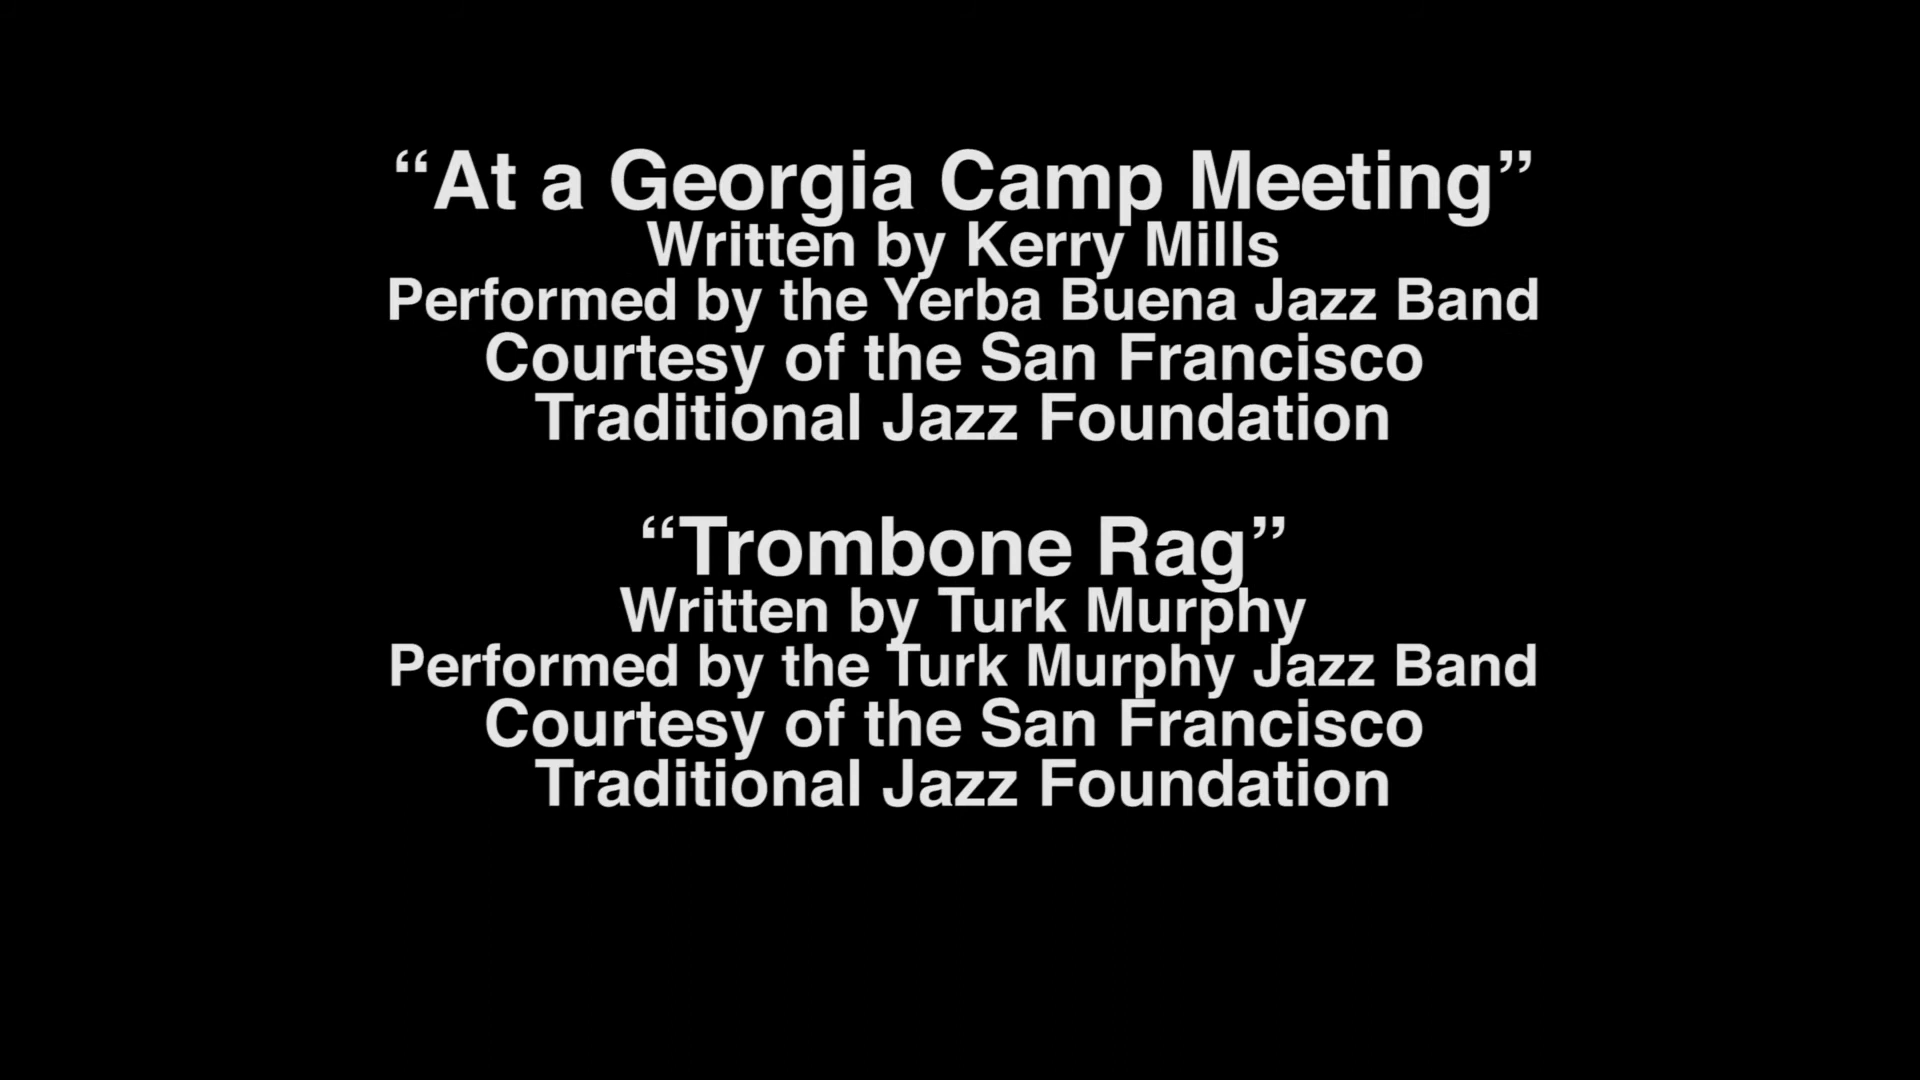 “At a Georgia Camp Meeting”
Written by Kerry Mills
Performed by the Yerba Buena Jazz Band
Courtesy of the San Francisco
Traditional Jazz Foundation
“Trombone Rag”
Written by Turk Murphy
Performed by the Turk Murphy Jazz Band
Courtesy of the San Francisco
Traditional Jazz Foundation